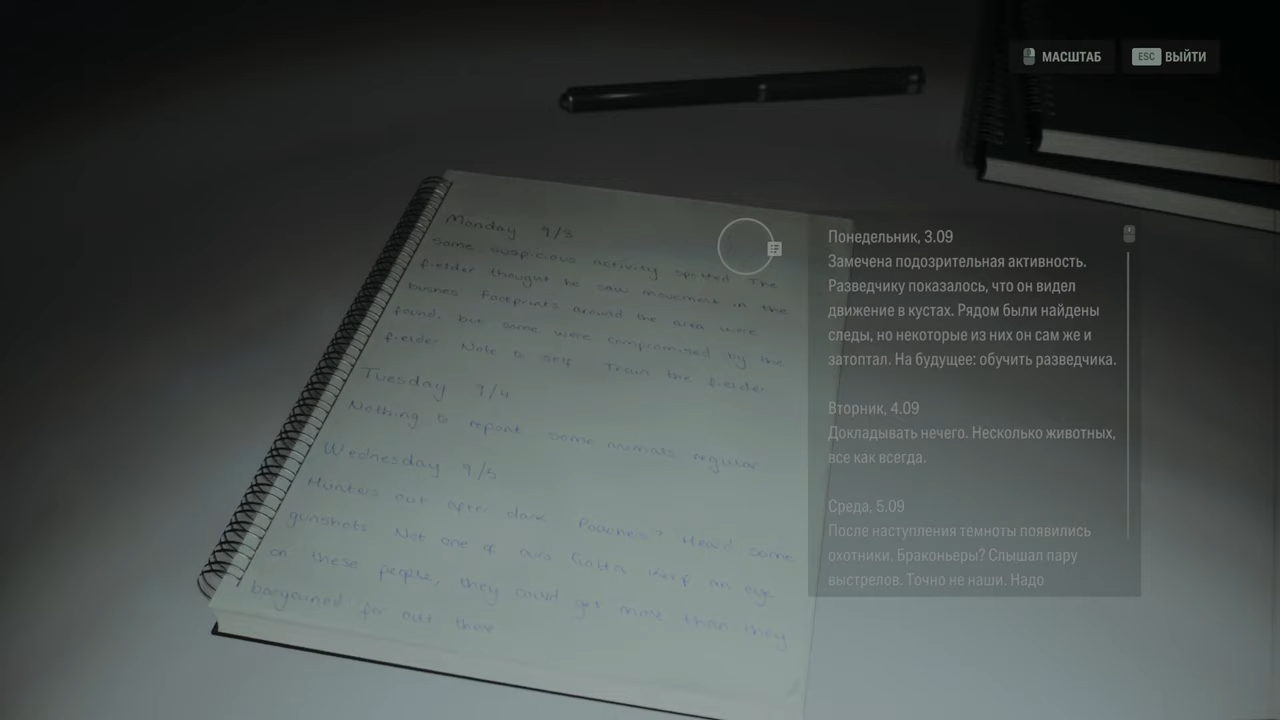 МАСШТАБ
ESC ВЫЙТИ
Monday 9/3
Some suspicious activity spotted. The
fielder thought he saw movement in the
bushes. Footprints around the area were
found, but some were compromised by the
fielder. Note to self: Train the fielder
Tuesday 9/4
Nothing to report. Some animals, regular
Wednesday 9/5
Hunters out after dark. Poachers? Heard some
gunshots. Not one of ours. Gotta keep an eye
on these people, they could get more than they
bargained for out there
Понедельник, 3.09
Замечена подозрительная активность.
Разведчику показалось, что он видел
движение в кустах. Рядом были найдены
следы, но некоторые из них он сам же и
затоптал. На будущее: обучить разведчика.
Вторник, 4.09
Докладывать нечего. Несколько животных,
все как всегда.
Среда, 5.09
После наступления темноты появились
охотники. Браконьеры? Слышал пару
выстрелов. Точно не наши. Надо